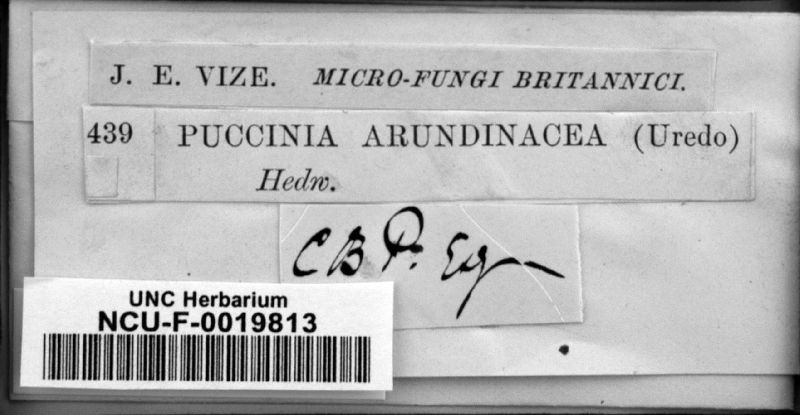 J. E. VIZE. MICRO-FUNGI BRITANNICI.
439 PUCCINIA ARUNDINACEA (Uredo)
Hedw.
C B P.
UNC Herbarium
NCU-F-0019813